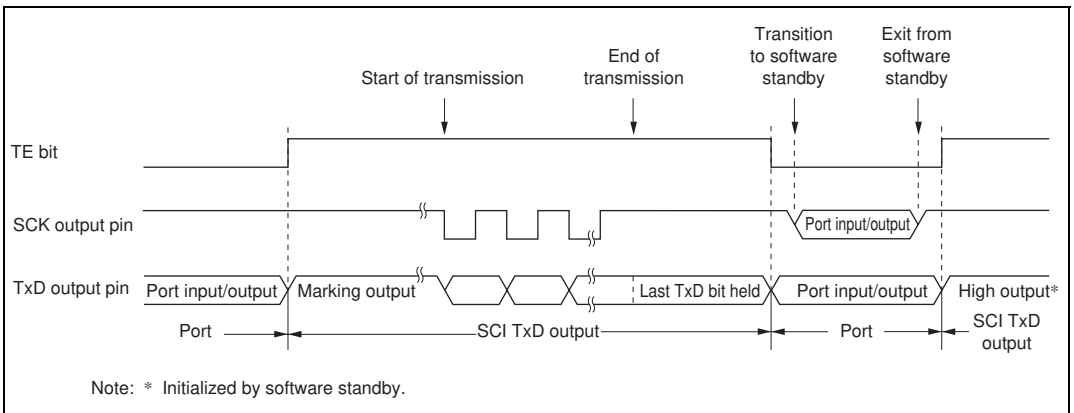 Transition
to software
standby
Exit from
software
standby
End of
transmission
Start of transmission
TE bit
SCK output pin
Port input/output
TxD output pin
Port input/output
Marking output
Last TxD bit held
Port input/output
High output*
Port
SCI TxD output
Port
SCI TxD
output
Note: * Initialized by software standby.